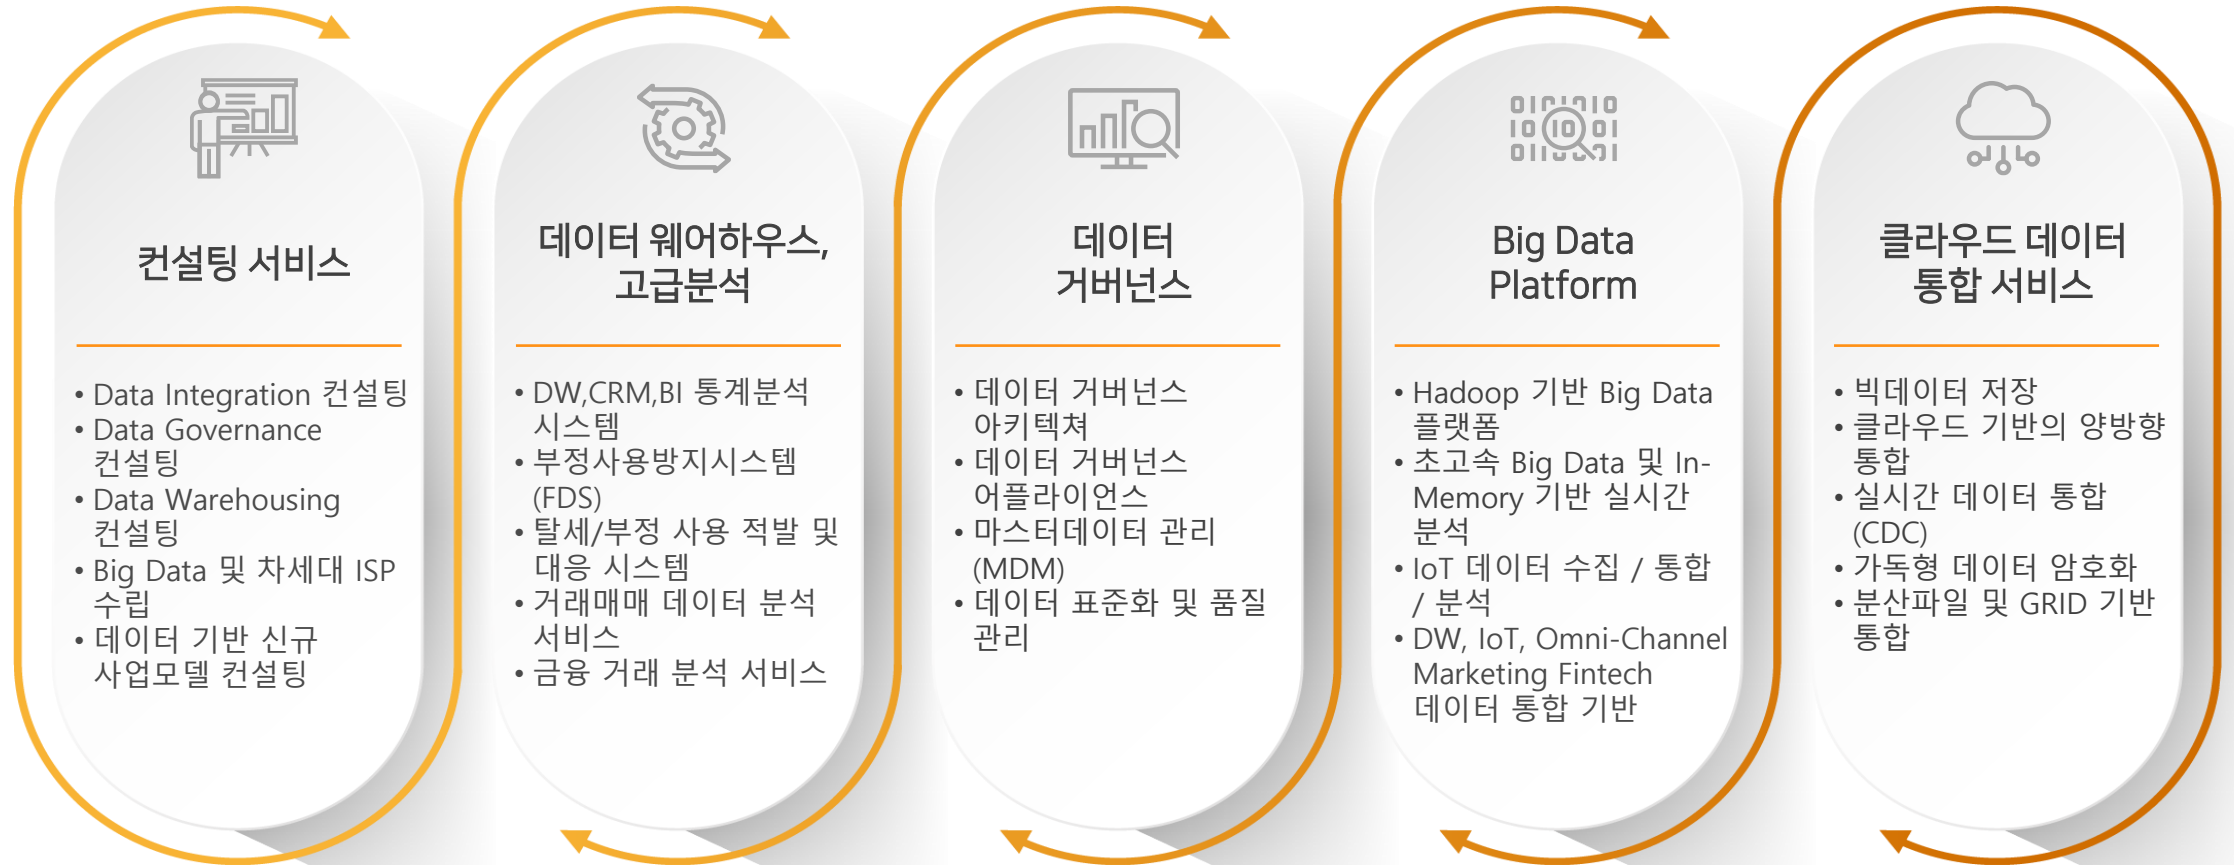 컨설팅 서비스
• Data Integration 컨설팅
• Data Governance
컨설팅
• Data Warehousing
컨설팅
• Big Data 및 차세대 ISP
수립
• 데이터 기반 신규
사업모델 컨설팅
데이터 웨어하우스,
고급분석
• DW,CRM,BI 통계분석
시스템
• 부정사용방지시스템
(FDS)
• 탈세/부정 사용 적발 및
대응 시스템
• 거래매매 데이터 분석
서비스
• 금융 거래 분석 서비스
데이터
거버넌스
• 데이터 거버넌스
아키텍쳐
• 데이터 거버넌스
어플라이언스
• 마스터데이터 관리
(MDM)
• 데이터 표준화 및 품질
관리
Big Data
Platform
• Hadoop 기반 Big Data
플랫폼
• 초고속 Big Data 및 In-
Memory 기반 실시간
분석
• IoT 데이터 수집 / 통합
/ 분석
• DW, IoT, Omni-Channel
Marketing Fintech
데이터 통합 기반
클라우드 데이터
통합 서비스
• 빅데이터 저장
• 클라우드 기반의 양방향
통합
• 실시간 데이터 통합
(CDC)
• 가독형 데이터 암호화
• 분산파일 및 GRID 기반
통합